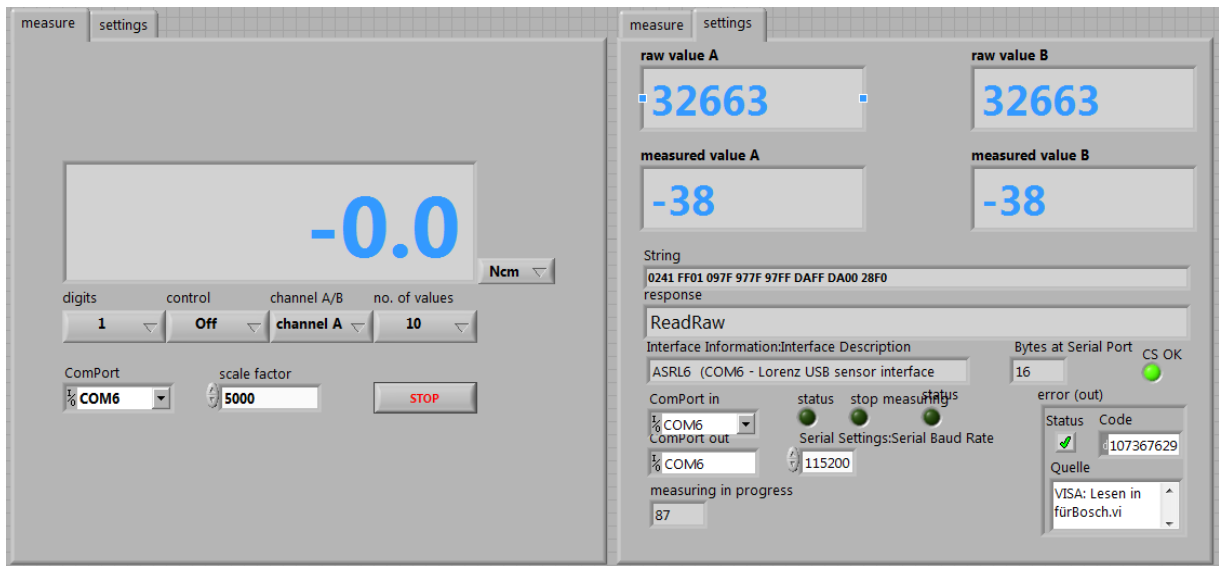 measure settings
-0.0
Ncm
digits control channel A/B no. of values
1 Off channel A 10
ComPort scale factor
COM6 5000 STOP
measure settings
raw value A raw value B
32663 32663
measured value A measured value B
-38 -38
String
0241 FF01 097F 977F 97FF DAFF DA00 28F0
response
ReadRaw
Interface Information:Interface Description Bytes at Serial Port CS OK
ASRL6 (COM6 - Lorenz USB sensor interface 16
ComPort in status stop measuring status error (out)
COM6 Status Code
ComPort out Serial Settings:Serial Baud Rate
107367629
COM6 115200 Quelle
measuring in progress VISA: Lesen in
87 fürBosch.vi